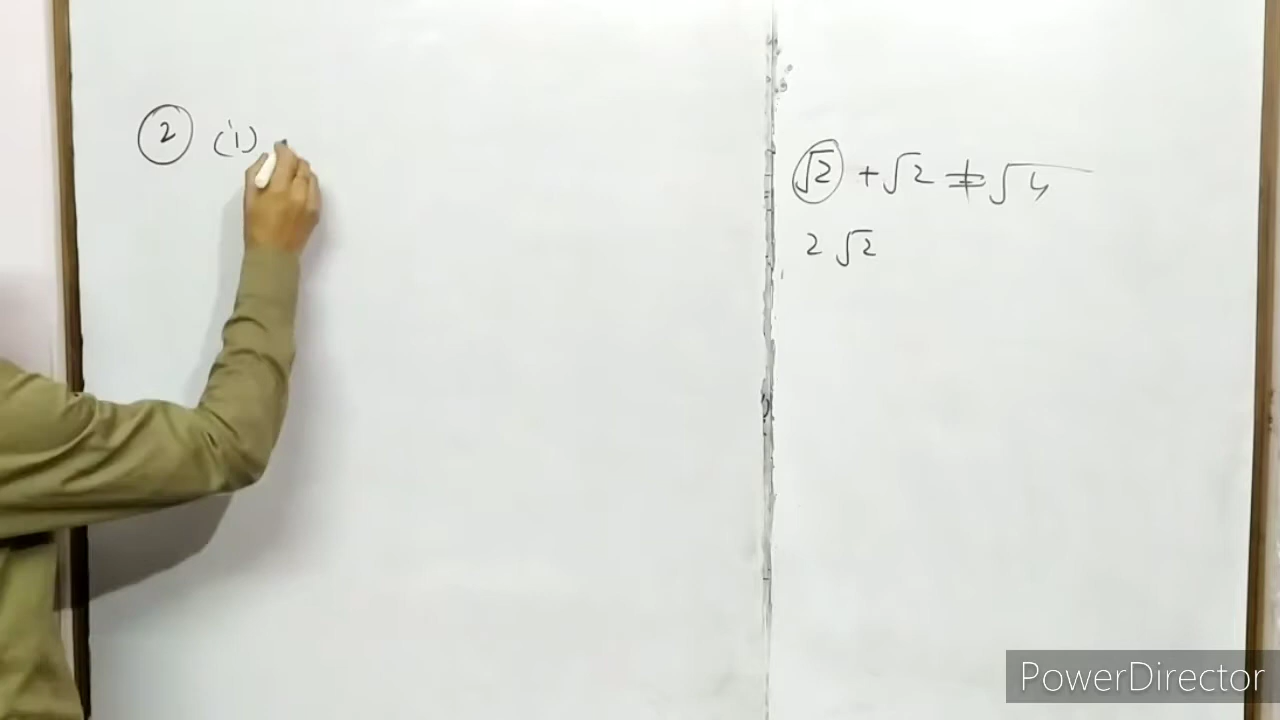 ② (i)
√2 + √2 ≠ √4
2 √2
PowerDirector